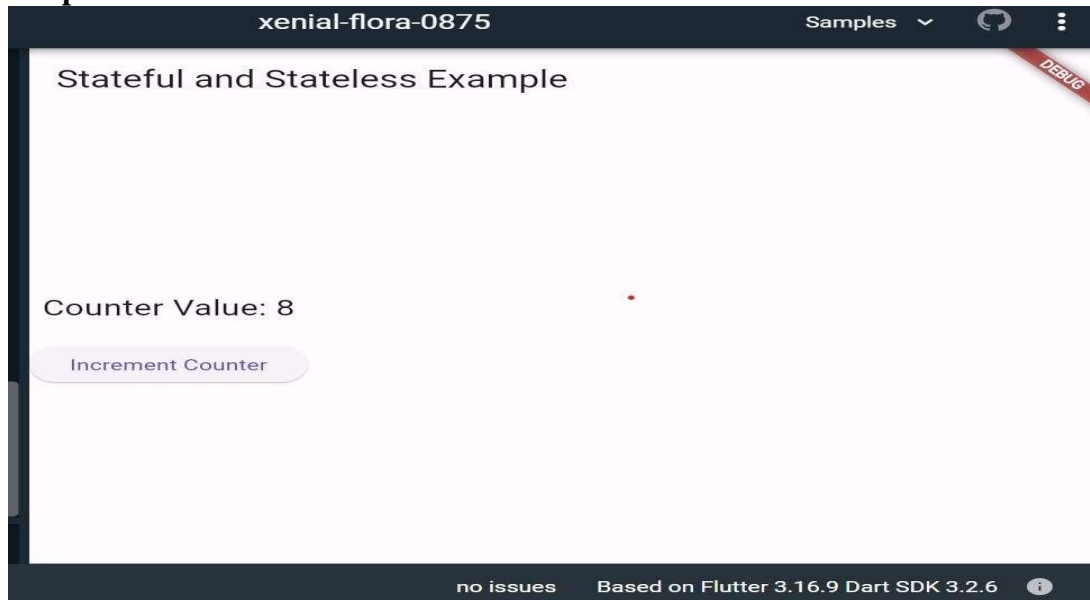 xenial-flora-0875 Samples
DEBUG
Stateful and Stateless Example
Counter Value: 8
Increment Counter
no issues Based on Flutter 3.16.9 Dart SDK 3.2.6